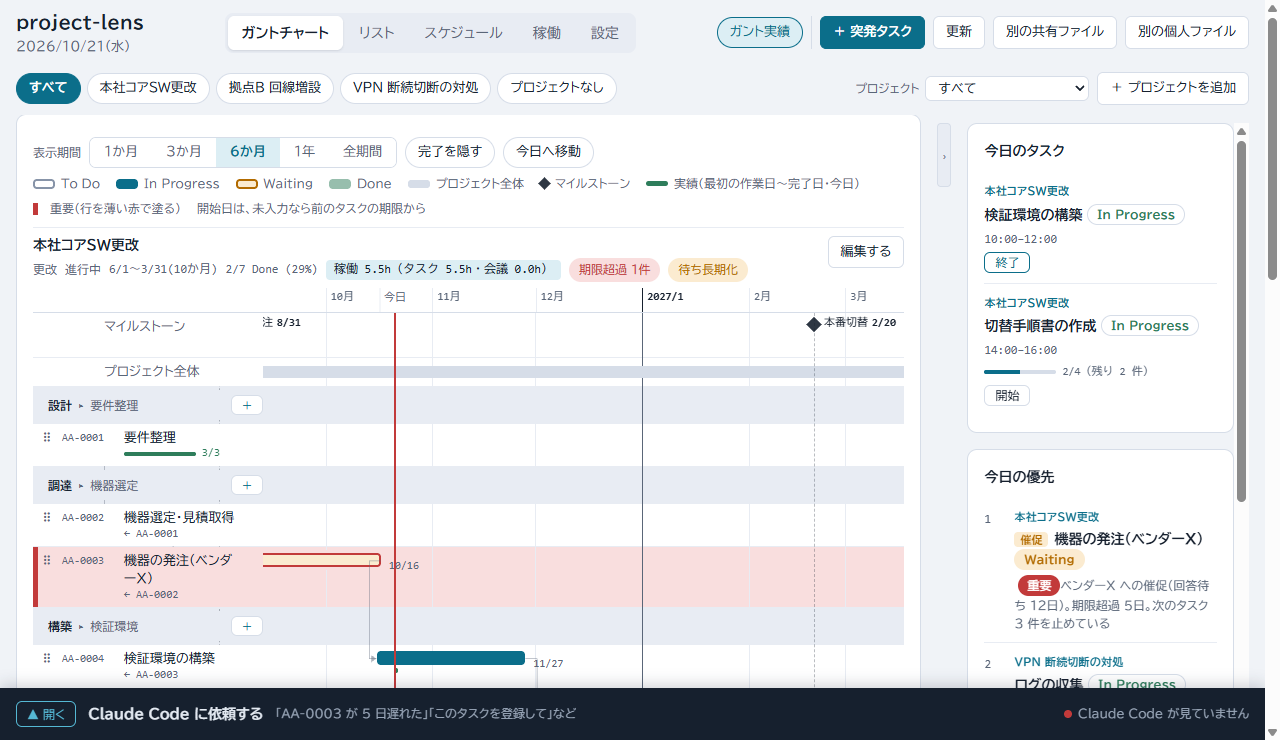 project-lens
2026/10/21(水)
ガントチャート リスト スケジュール 稼働 設定
ガント実績 ＋ 突発タスク 更新 別の共有ファイル 別の個人ファイル
すべて 本社コアSW更改 拠点B 回線増設 VPN 断続切断の対処 プロジェクトなし
プロジェクト すべて ＋ プロジェクトを追加
表示期間 1か月 3か月 6か月 1年 全期間 完了を隠す 今日へ移動
To Do In Progress Waiting Done プロジェクト全体 マイルストーン 実績(最初の作業日〜完了日・今日)
重要(行を薄い赤で塗る) 開始日は、未入力なら前のタスクの期限から
本社コアSW更改
編集する
更改 進行中 6/1〜3/31(10か月) 2/7 Done (29%) 稼働 5.5h (タスク 5.5h・会議 0.0h) 期限超過 1件 待ち長期化
10月 今日 11月 12月 2027/1 2月 3月
マイルストーン 注 8/31 本番切替 2/20
プロジェクト全体
設計 ▸ 要件整理 ＋
⠿ AA-0001 要件整理
3/3
調達 ▸ 機器選定 ＋
⠿ AA-0002 機器選定・見積取得
← AA-0001
⠿ AA-0003 機器の発注(ベンダーX)
← AA-0002
10/16
構築 ▸ 検証環境 ＋
⠿ AA-0004 検証環境の構築
← AA-0003
11/27
›
今日のタスク
本社コアSW更改
検証環境の構築 In Progress
10:00–12:00
終了
本社コアSW更改
切替手順書の作成 In Progress
14:00–16:00
2/4 (残り 2 件)
開始
今日の優先
1 本社コアSW更改
催促 機器の発注(ベンダーX)
Waiting
重要 ベンダーX への催促(回答待
ち 12日)。期限超過 5日。次のタスク
3 件を止めている
2 VPN 断続切断の対処
ログの収集 In Progress
▲ 開く Claude Code に依頼する 「AA-0003 が 5 日遅れた」「このタスクを登録して」など
Claude Code が見ていません